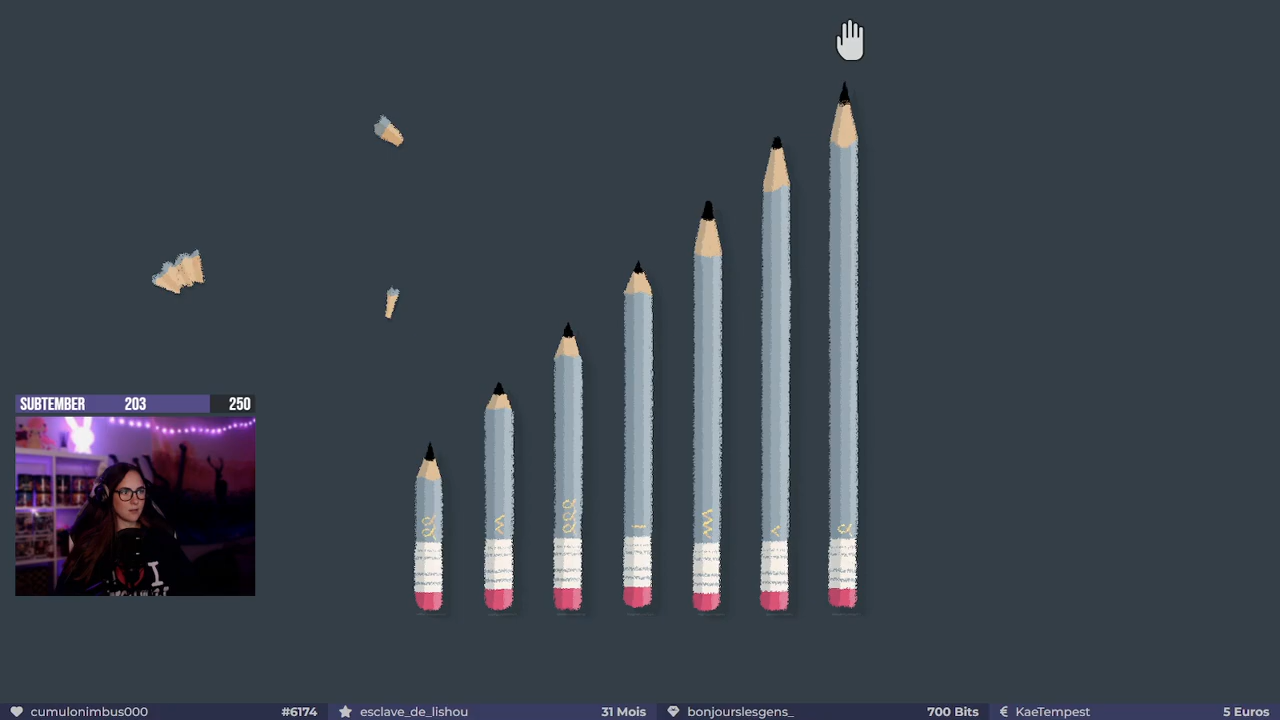 SUBTEMBER 203 250
I
cumulonimbus000 #6174 esclave_de_lishou 31 Mois bonjourslesgens_ 700 Bits KaeTempest 5 Euros